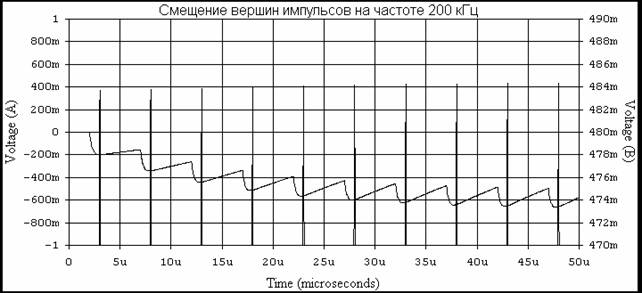 Смещение вершин импульсов на частоте 200 кГц
1 490m
800m 488m
600m 486m
400m 484m
200m 482m
0 480m
-200m 478m
-400m 476m
-600m 474m
-800m 472m
-1 470m
Voltage (A)
Voltage (B)
0 5u 10u 15u 20u 25u 30u 35u 40u 45u 50u
Time (microseconds)